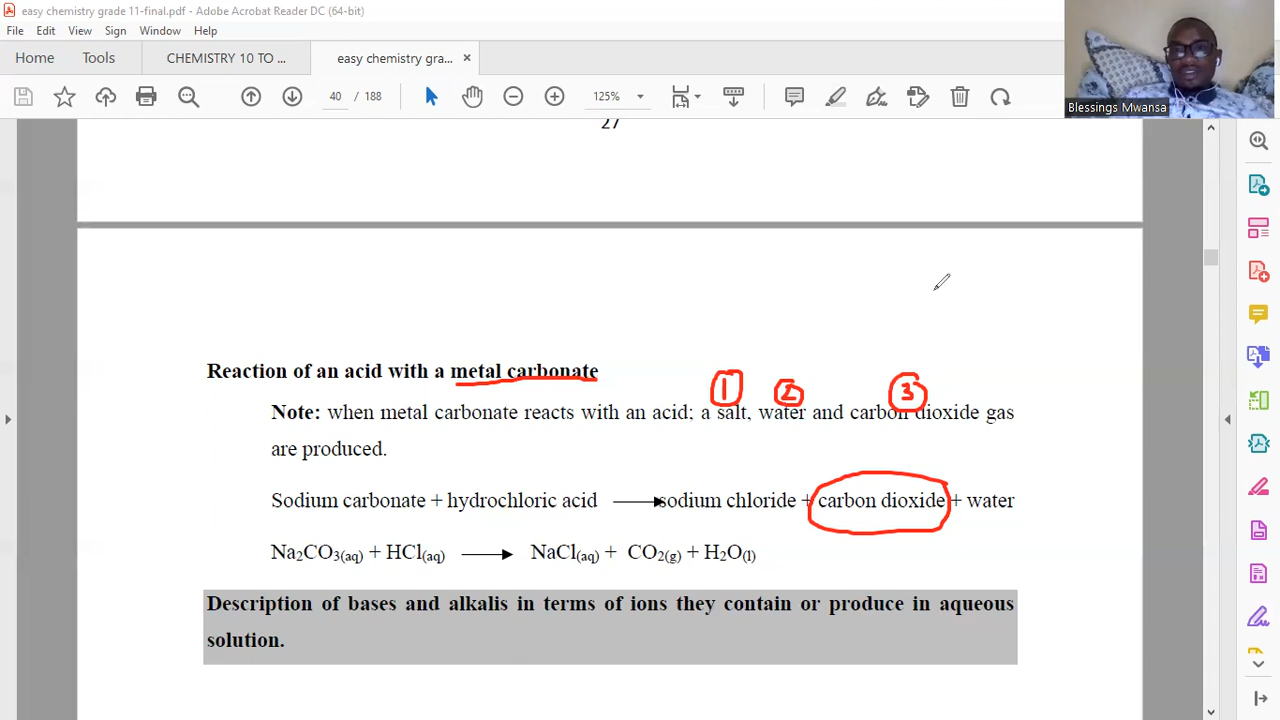 easy chemistry grade 11-final.pdf - Adobe Acrobat Reader DC (64-bit)
File Edit View Sign Window Help
Home Tools CHEMISTRY 10 TO ... easy chemistry gra... ×
40 / 188 125%
Blessings Mwansa
27
Reaction of an acid with a metal carbonate
1 2 3
Note: when metal carbonate reacts with an acid; a salt, water and carbon dioxide gas
are produced.
Sodium carbonate + hydrochloric acid ⟶ sodium chloride + carbon dioxide + water
Na₂CO₃(aq) + HCl(aq) ⟶ NaCl(aq) + CO₂(g) + H₂O(l)
Description of bases and alkalis in terms of ions they contain or produce in aqueous
solution.